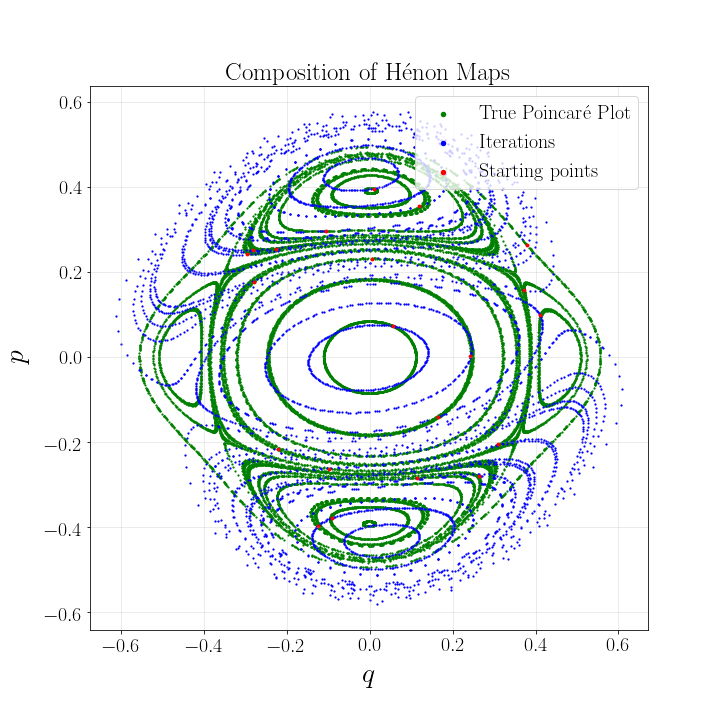 Composition of Hénon Maps
True Poincaré Plot
Iterations
Starting points
0.6
0.4
0.2
0.0
−0.2
−0.4
−0.6
p
−0.6 −0.4 −0.2 0.0 0.2 0.4 0.6
q